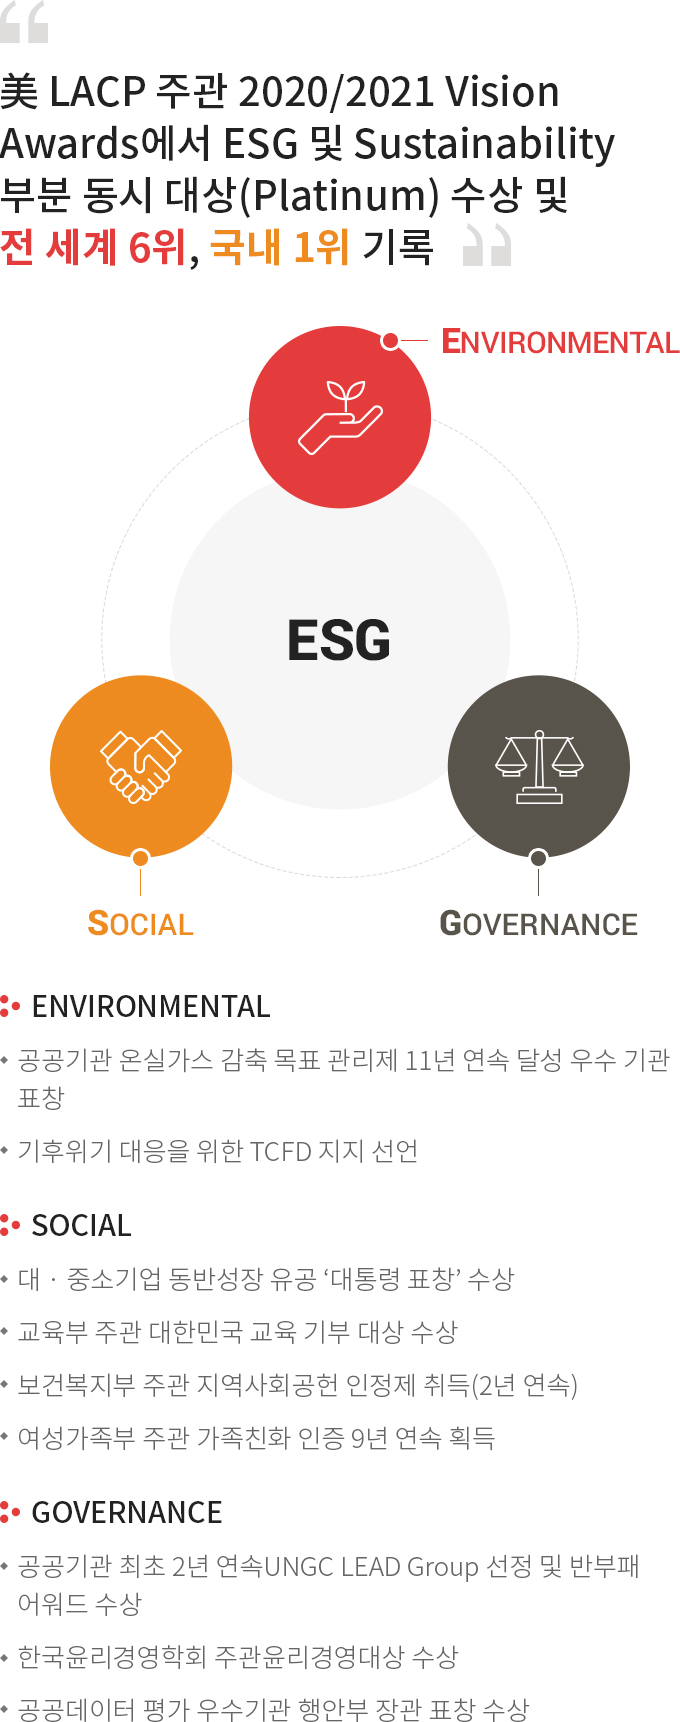 美 LACP 주관 2020/2021 Vision
Awards에서 ESG 및 Sustainability
부분 동시 대상(Platinum) 수상 및
전 세계 6위, 국내 1위 기록
ENVIRONMENTAL
ESG
SOCIAL
GOVERNANCE
ENVIRONMENTAL
공공기관 온실가스 감축 목표 관리제 11년 연속 달성 우수 기관
표창
기후위기 대응을 위한 TCFD 지지 선언
SOCIAL
대 · 중소기업 동반성장 유공 ‘대통령 표창’ 수상
교육부 주관 대한민국 교육 기부 대상 수상
보건복지부 주관 지역사회공헌 인정제 취득(2년 연속)
여성가족부 주관 가족친화 인증 9년 연속 획득
GOVERNANCE
공공기관 최초 2년 연속UNGC LEAD Group 선정 및 반부패
어워드 수상
한국윤리경영학회 주관윤리경영대상 수상
공공데이터 평가 우수기관 행안부 장관 표창 수상